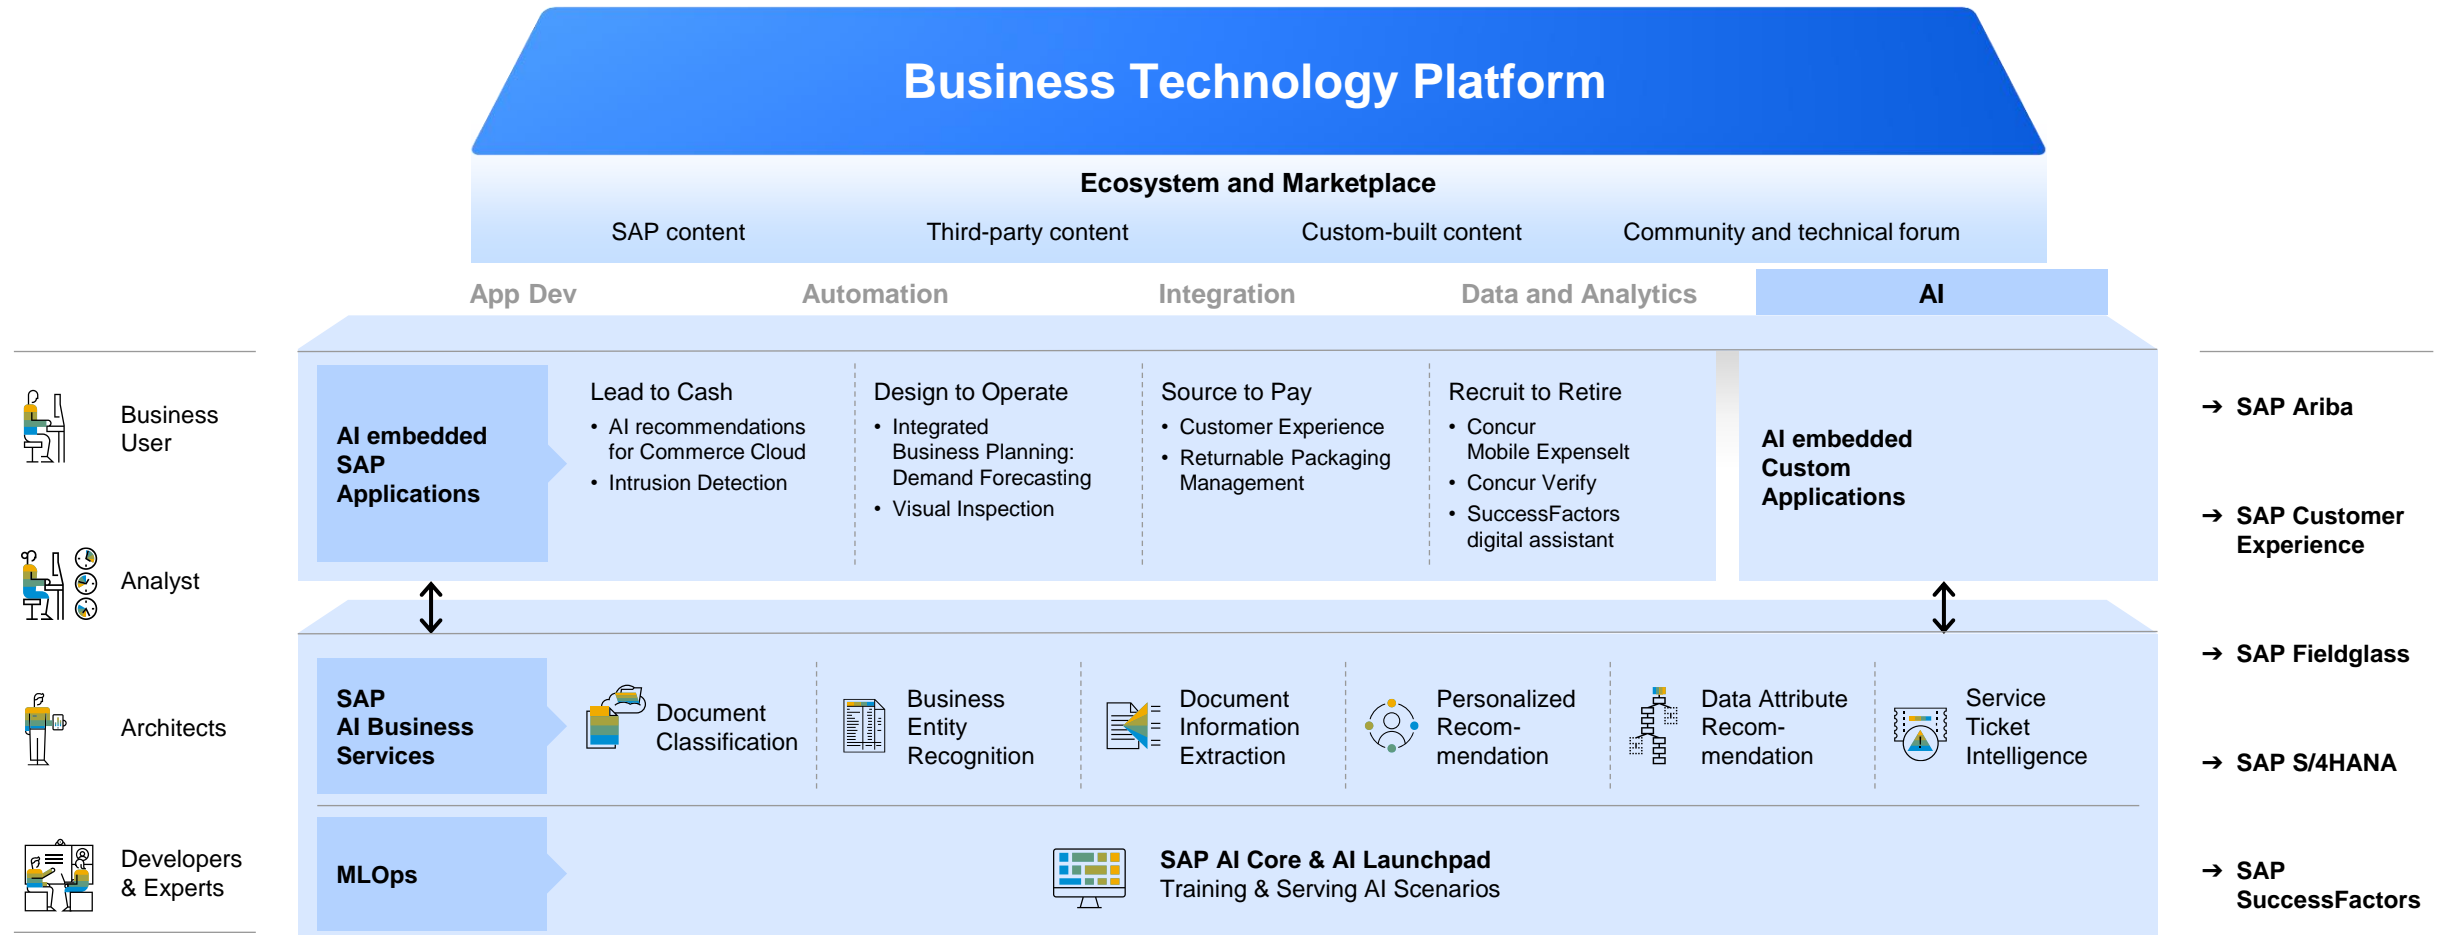 Business Technology Platform
Ecosystem and Marketplace
SAP content
Third-party content
Custom-built content
Community and technical forum
App Dev
Automation
Integration
Data and Analytics
AI
Business
User
Analyst
Architects
Developers
& Experts
AI embedded
SAP
Applications
Lead to Cash
• AI recommendations
for Commerce Cloud
• Intrusion Detection
Design to Operate
• Integrated
Business Planning:
Demand Forecasting
• Visual Inspection
Source to Pay
• Customer Experience
• Returnable Packaging
Management
Recruit to Retire
• Concur
Mobile Expenselt
• Concur Verify
• SuccessFactors
digital assistant
AI embedded
Custom
Applications
SAP
AI Business
Services
Document
Classification
Business
Entity
Recognition
Document
Information
Extraction
Personalized
Recom-
mendation
Data Attribute
Recom-
mendation
Service
Ticket
Intelligence
MLOps
SAP AI Core & AI Launchpad
Training & Serving AI Scenarios
➔ SAP Ariba
➔ SAP Customer
Experience
➔ SAP Fieldglass
➔ SAP S/4HANA
➔ SAP
SuccessFactors